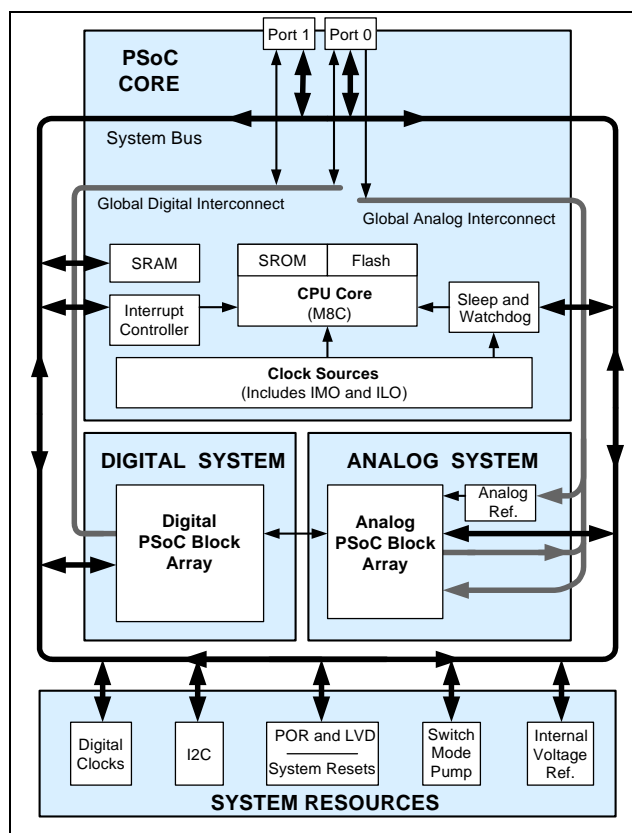 Port 1
Port 0
PSoC
CORE
System Bus
Global Digital Interconnect
Global Analog Interconnect
SRAM
SROM
Flash
CPU Core
(M8C)
Interrupt
Controller
Sleep and
Watchdog
Clock Sources
(Includes IMO and ILO)
DIGITAL SYSTEM
ANALOG SYSTEM
Digital
PSoC Block
Array
Analog
PSoC Block
Array
Analog
Ref.
Digital
Clocks
I2C
POR and LVD
System Resets
Switch
Mode
Pump
Internal
Voltage
Ref.
SYSTEM RESOURCES